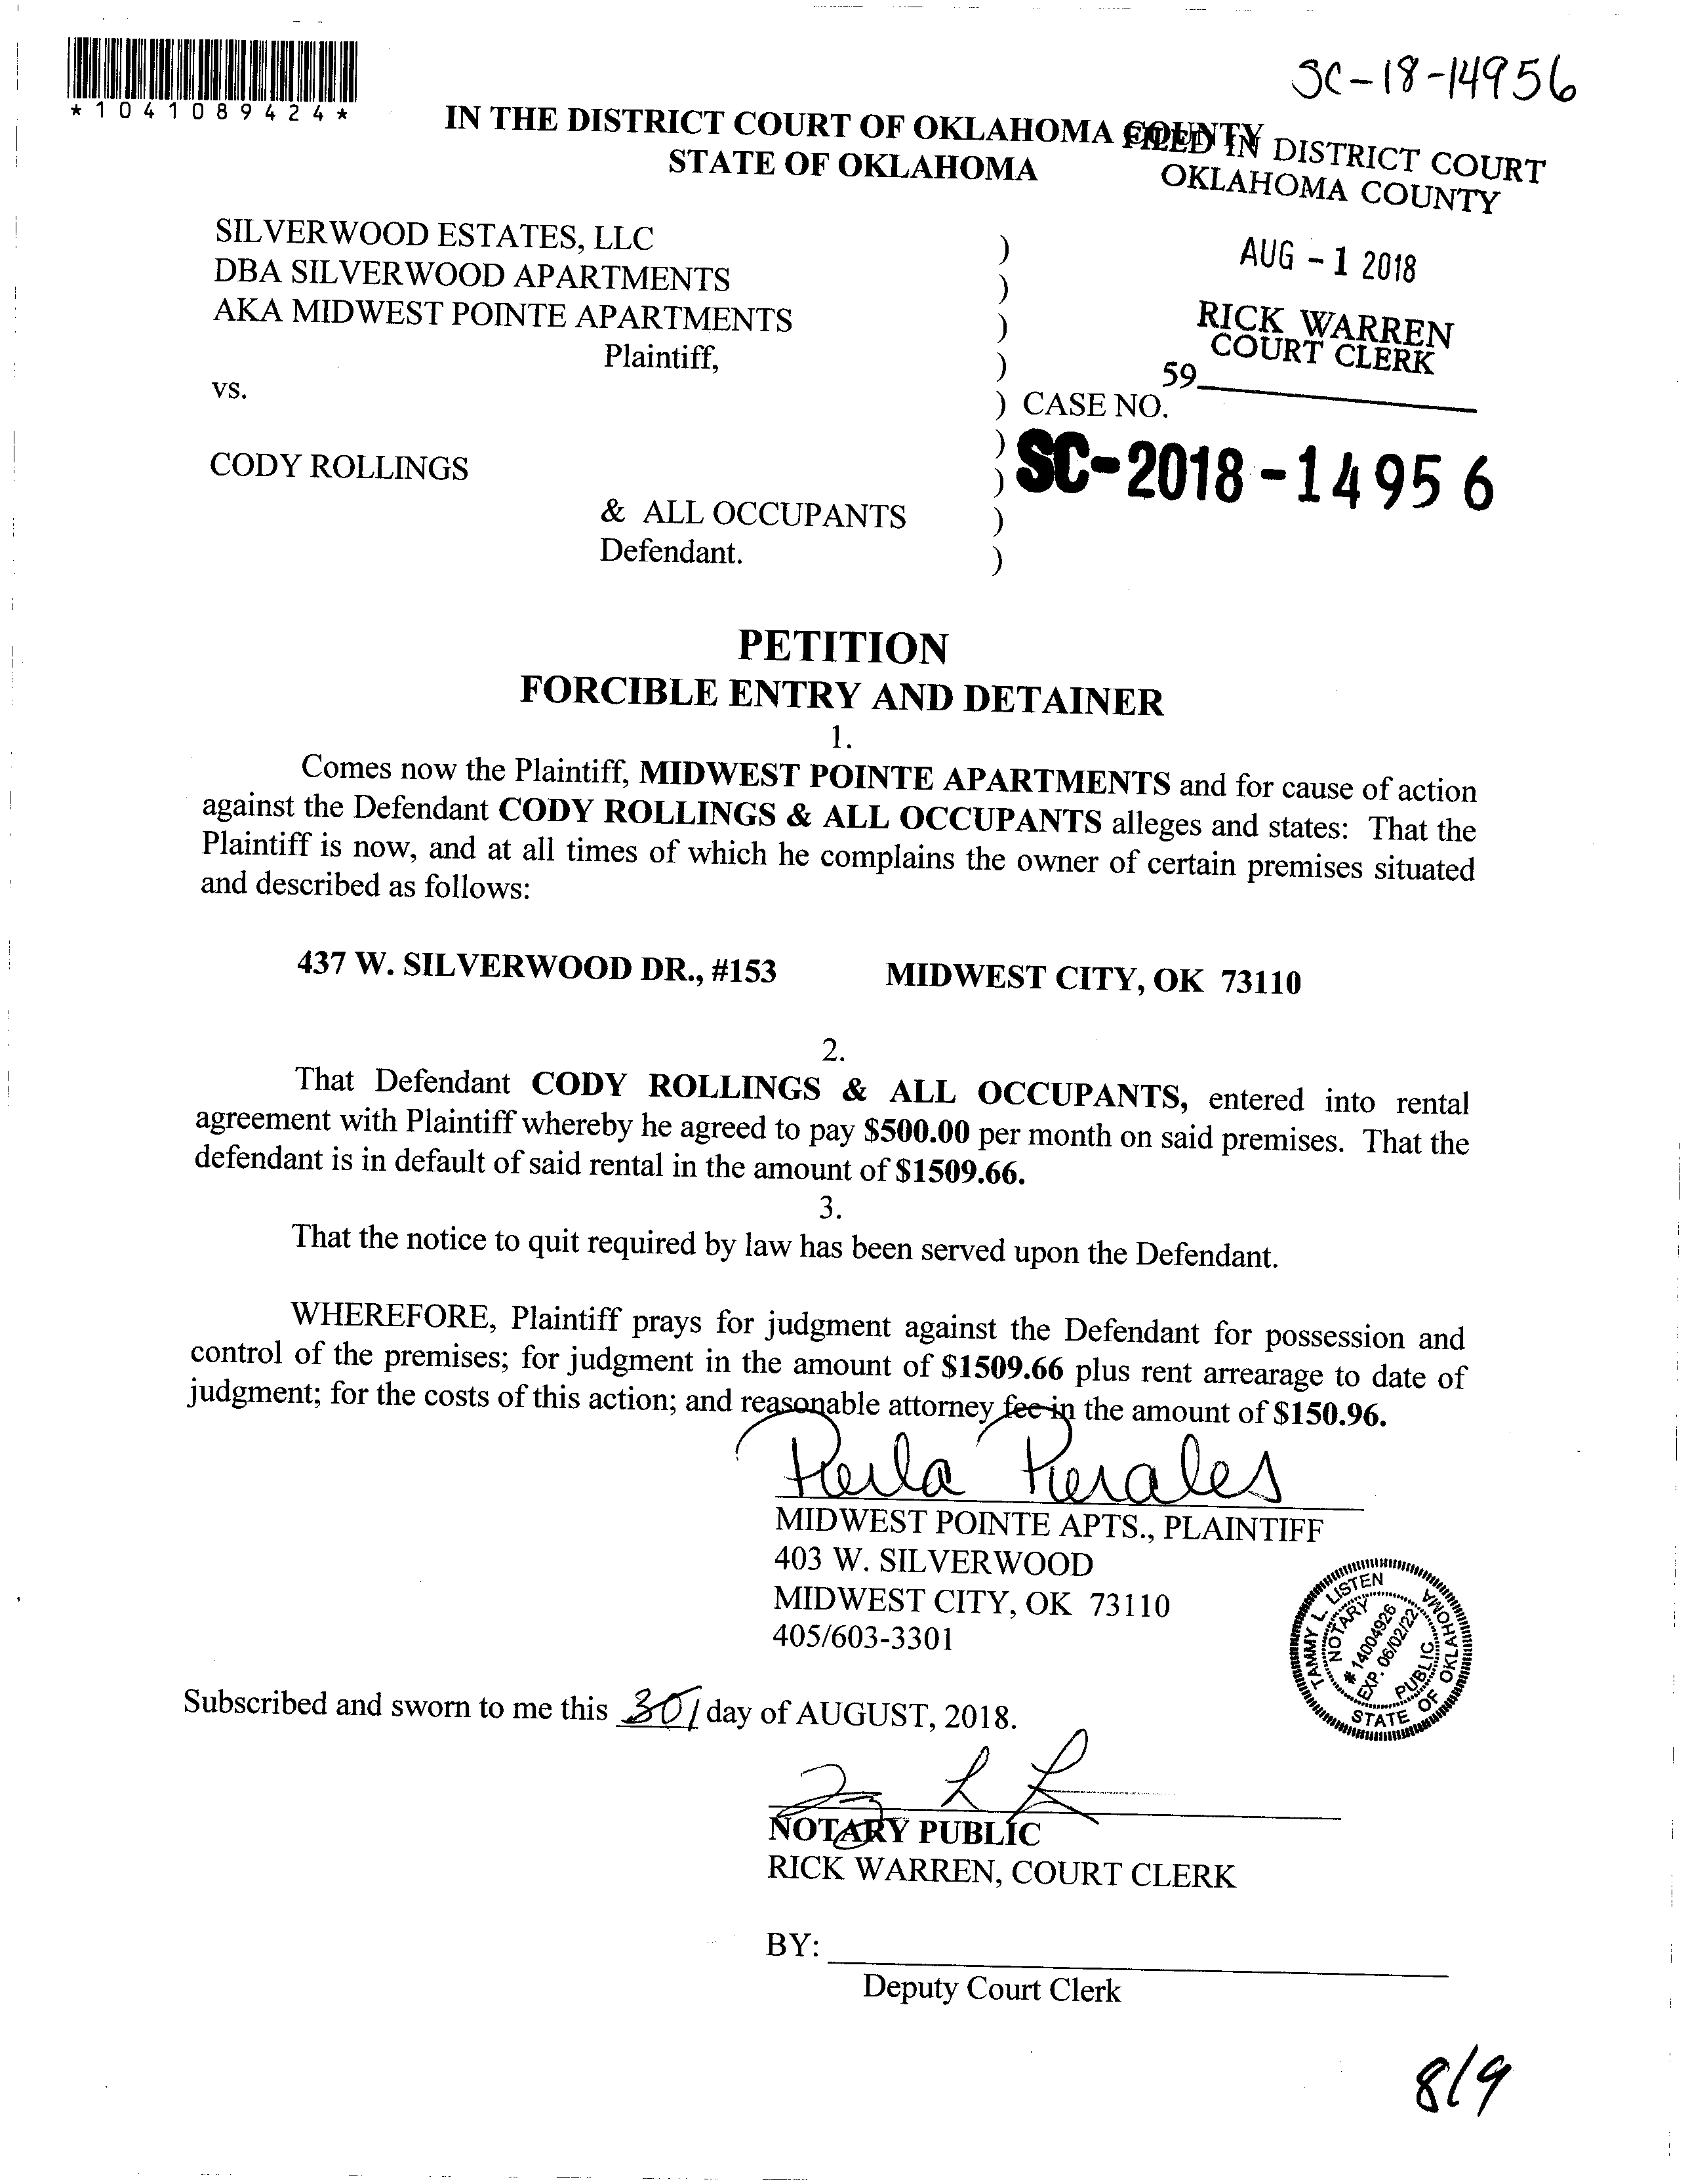 SC-18-14956
*1041089424*
IN THE DISTRICT COURT OF OKLAHOMA COUNTY
STATE OF OKLAHOMA
FILED IN DISTRICT COURT
OKLAHOMA COUNTY
AUG - 1 2018
RICK WARREN
COURT CLERK
59
SILVERWOOD ESTATES, LLC )
DBA SILVERWOOD APARTMENTS )
AKA MIDWEST POINTE APARTMENTS )
Plaintiff, )
vs. ) CASE NO.
)
CODY ROLLINGS ) SC-2018-14956
& ALL OCCUPANTS )
Defendant. )
PETITION
FORCIBLE ENTRY AND DETAINER
1.
Comes now the Plaintiff, MIDWEST POINTE APARTMENTS and for cause of action
against the Defendant CODY ROLLINGS & ALL OCCUPANTS alleges and states: That the
Plaintiff is now, and at all times of which he complains the owner of certain premises situated
and described as follows:
437 W. SILVERWOOD DR., #153 MIDWEST CITY, OK 73110
2.
That Defendant CODY ROLLINGS & ALL OCCUPANTS, entered into rental
agreement with Plaintiff whereby he agreed to pay $500.00 per month on said premises. That the
defendant is in default of said rental in the amount of $1509.66.
3.
That the notice to quit required by law has been served upon the Defendant.
WHEREFORE, Plaintiff prays for judgment against the Defendant for possession and
control of the premises; for judgment in the amount of $1509.66 plus rent arrearage to date of
judgment; for the costs of this action; and reasonable attorney fee in the amount of $150.96.
Perla Perales
MIDWEST POINTE APTS., PLAINTIFF
403 W. SILVERWOOD
MIDWEST CITY, OK 73110
405/603-3301
TAMMY L. LISTEN
NOTARY
# 14004926
EXP. 06/02/22
PUBLIC
STATE OF OKLAHOMA
Subscribed and sworn to me this day of AUGUST, 2018.
NOTARY PUBLIC
RICK WARREN, COURT CLERK
BY:
Deputy Court Clerk
8/9